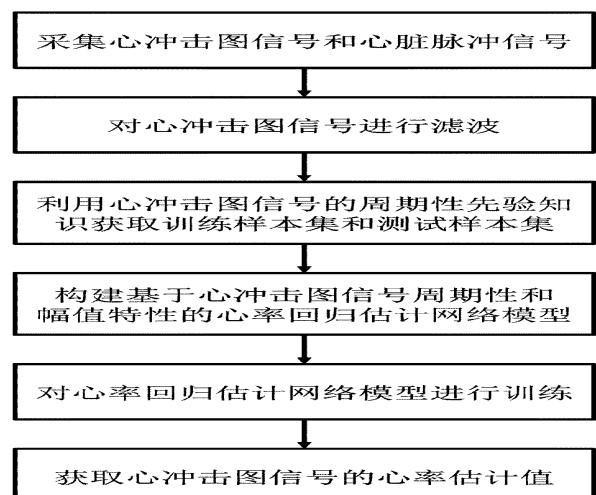 采集心冲击图信号和心脏脉冲信号
对心冲击图信号进行滤波
利用心冲击图信号的周期性先验知
识获取训练样本集和测试样本集
构建基于心冲击图信号周期性和
幅值特性的心率回归估计网络模型
对心率回归估计网络模型进行训练
获取心冲击图信号的心率估计值